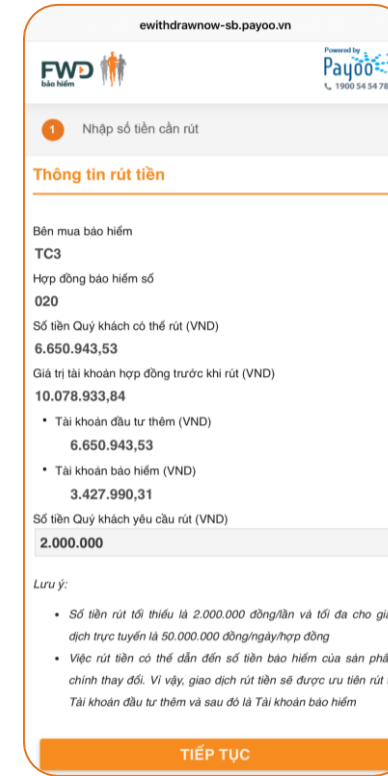 ewithdrawnow-sb.payoo.vn
FWD
bảo hiểm
Powered by
Payoo
1900 54 54 78
1 Nhập số tiền cần rút
Thông tin rút tiền
Bên mua bảo hiểm
TC3
Hợp đồng bảo hiểm số
020
Số tiền Quý khách có thể rút (VND)
6.650.943,53
Giá trị tài khoản hợp đồng trước khi rút (VND)
10.078.933,84
• Tài khoản đầu tư thêm (VND)
6.650.943,53
• Tài khoản bảo hiểm (VND)
3.427.990,31
Số tiền Quý khách yêu cầu rút (VND)
2.000.000
Lưu ý:
• Số tiền rút tối thiểu là 2.000.000 đồng/lần và tối đa cho
dịch trực tuyến là 50.000.000 đồng/ngày/hợp đồng
• Việc rút tiền có thể dẫn đến số tiền bảo hiểm của sản
chính thay đổi. Vì vậy, giao dịch rút tiền sẽ được ưu tiên rút
Tài khoản đầu tư thêm và sau đó là Tài khoản bảo hiểm
TIẾP TỤC